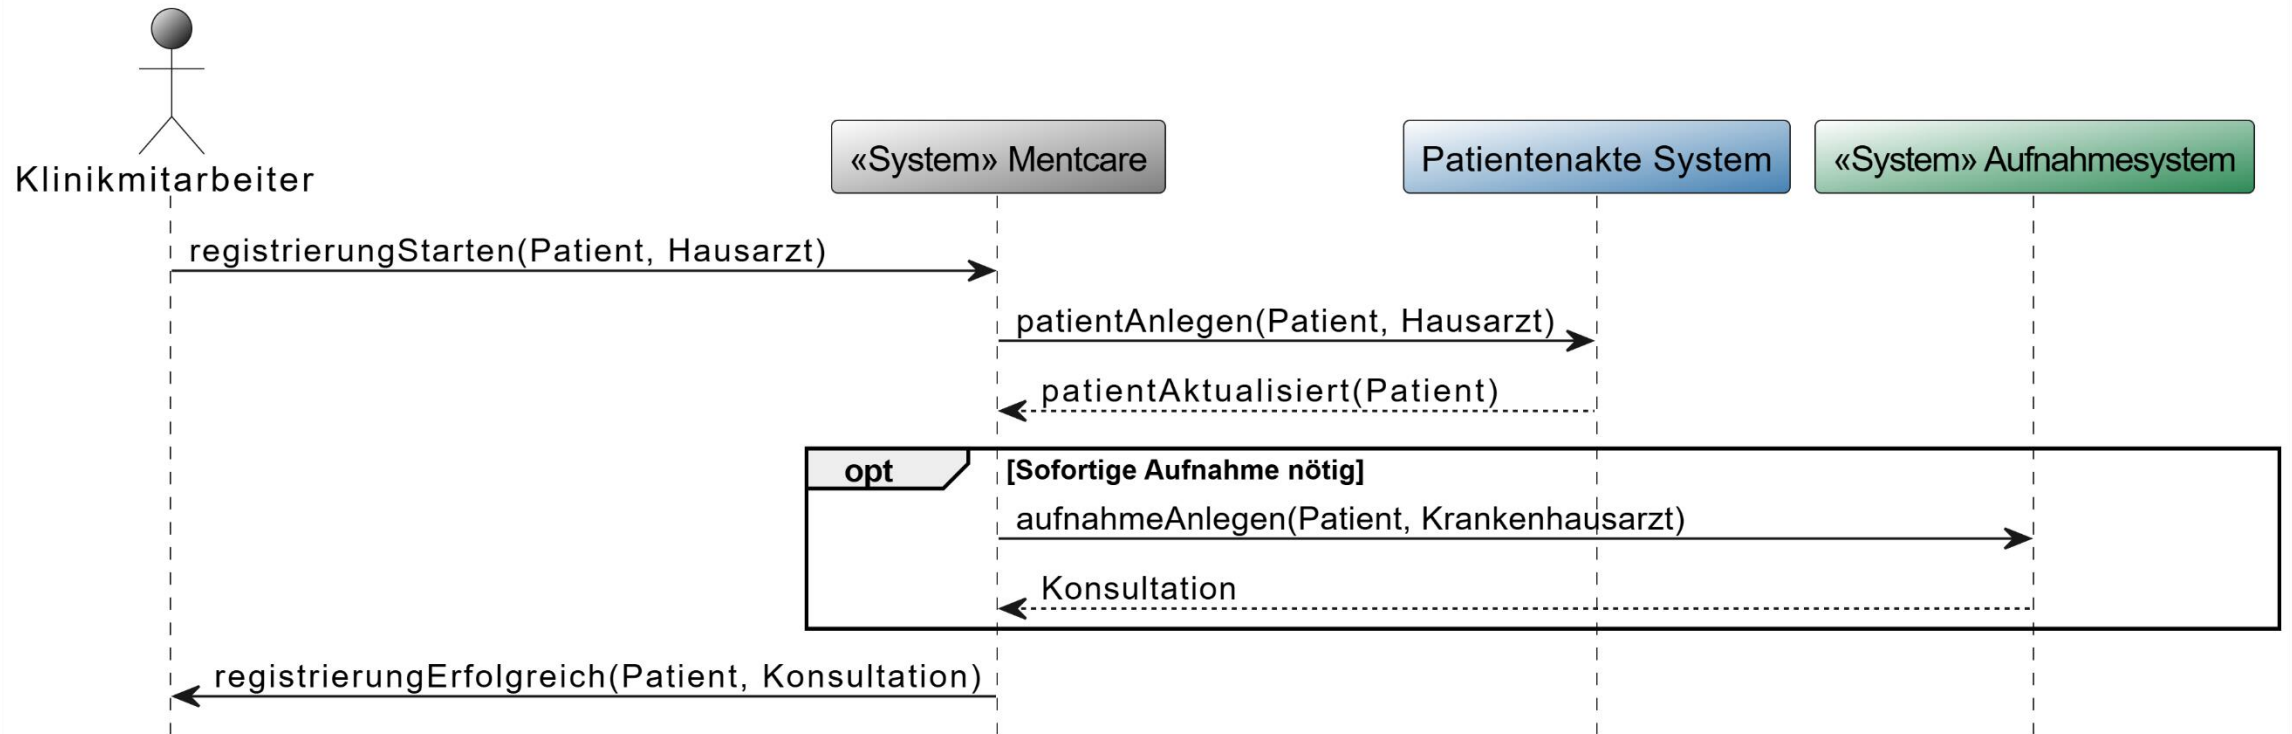 Klinikmitarbeiter
«System» Mentcare
Patientenakte System
«System» Aufnahmesystem
registrierungStarten(Patient, Hausarzt)
patientAnlegen(Patient, Hausarzt)
patientAktualisiert(Patient)
opt
[Sofortige Aufnahme nötig]
aufnahmeAnlegen(Patient, Krankenhausarzt)
Konsultation
registrierungErfolgreich(Patient, Konsultation)